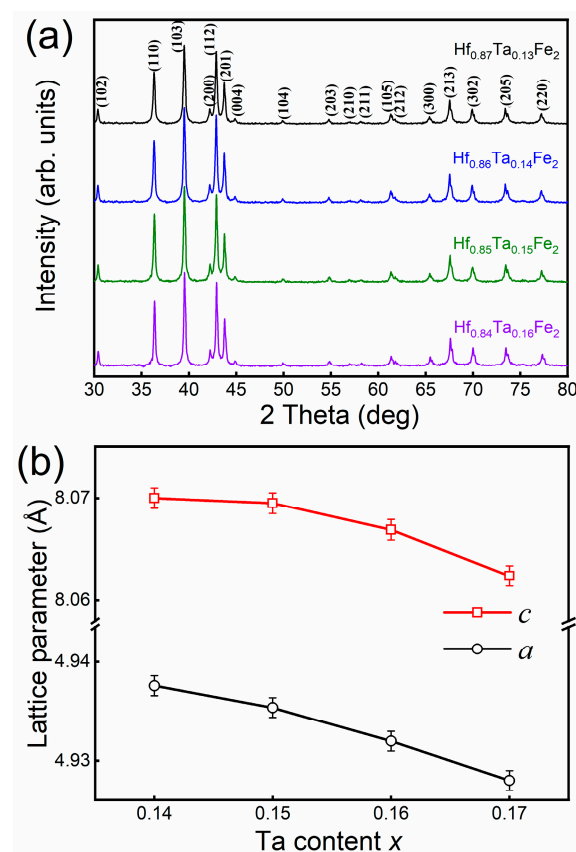 (a)
Intensity (arb. units)
(102)
(110)
(103)
(200)
(112)
(201)
(004)
(104)
(203)
(210)
(211)
(105)
(212)
(300)
(213)
(302)
(205)
(220)
Hf0.87Ta0.13Fe2
Hf0.86Ta0.14Fe2
Hf0.85Ta0.15Fe2
Hf0.84Ta0.16Fe2
30 35 40 45 50 55 60 65 70 75 80
2 Theta (deg)
(b)
Lattice parameter (Å)
8.07
8.06
4.94
4.93
c
a
0.14 0.15 0.16 0.17
Ta content x